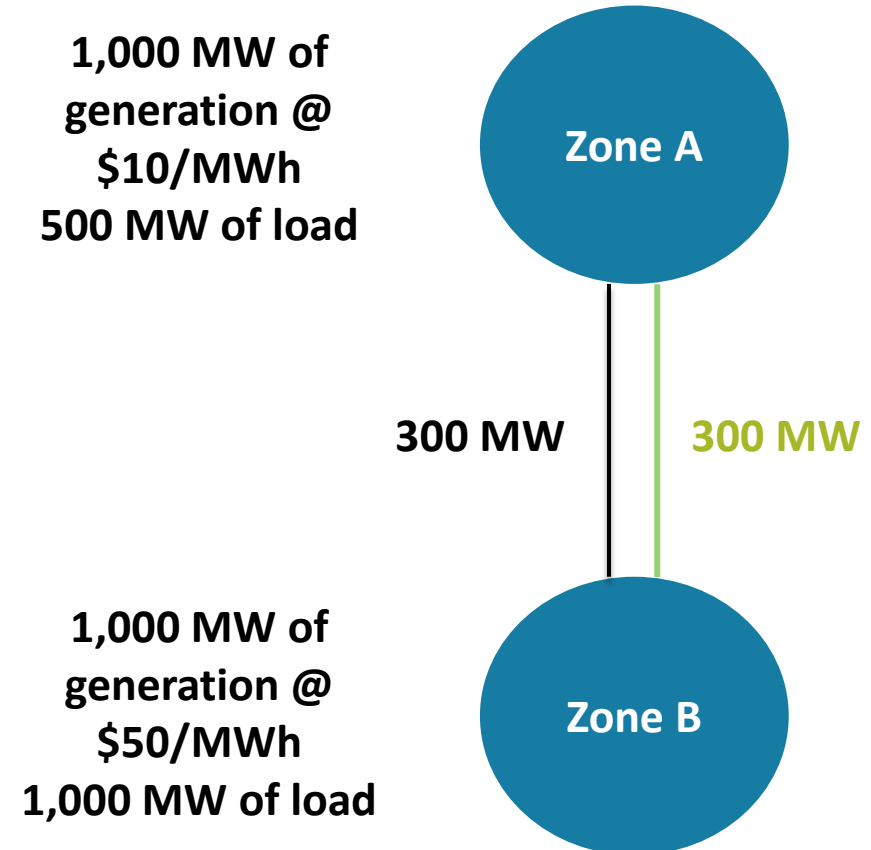 1,000 MW of
generation @
$10/MWh
500 MW of load
Zone A
300 MW
300 MW
1,000 MW of
generation @
$50/MWh
1,000 MW of load
Zone B